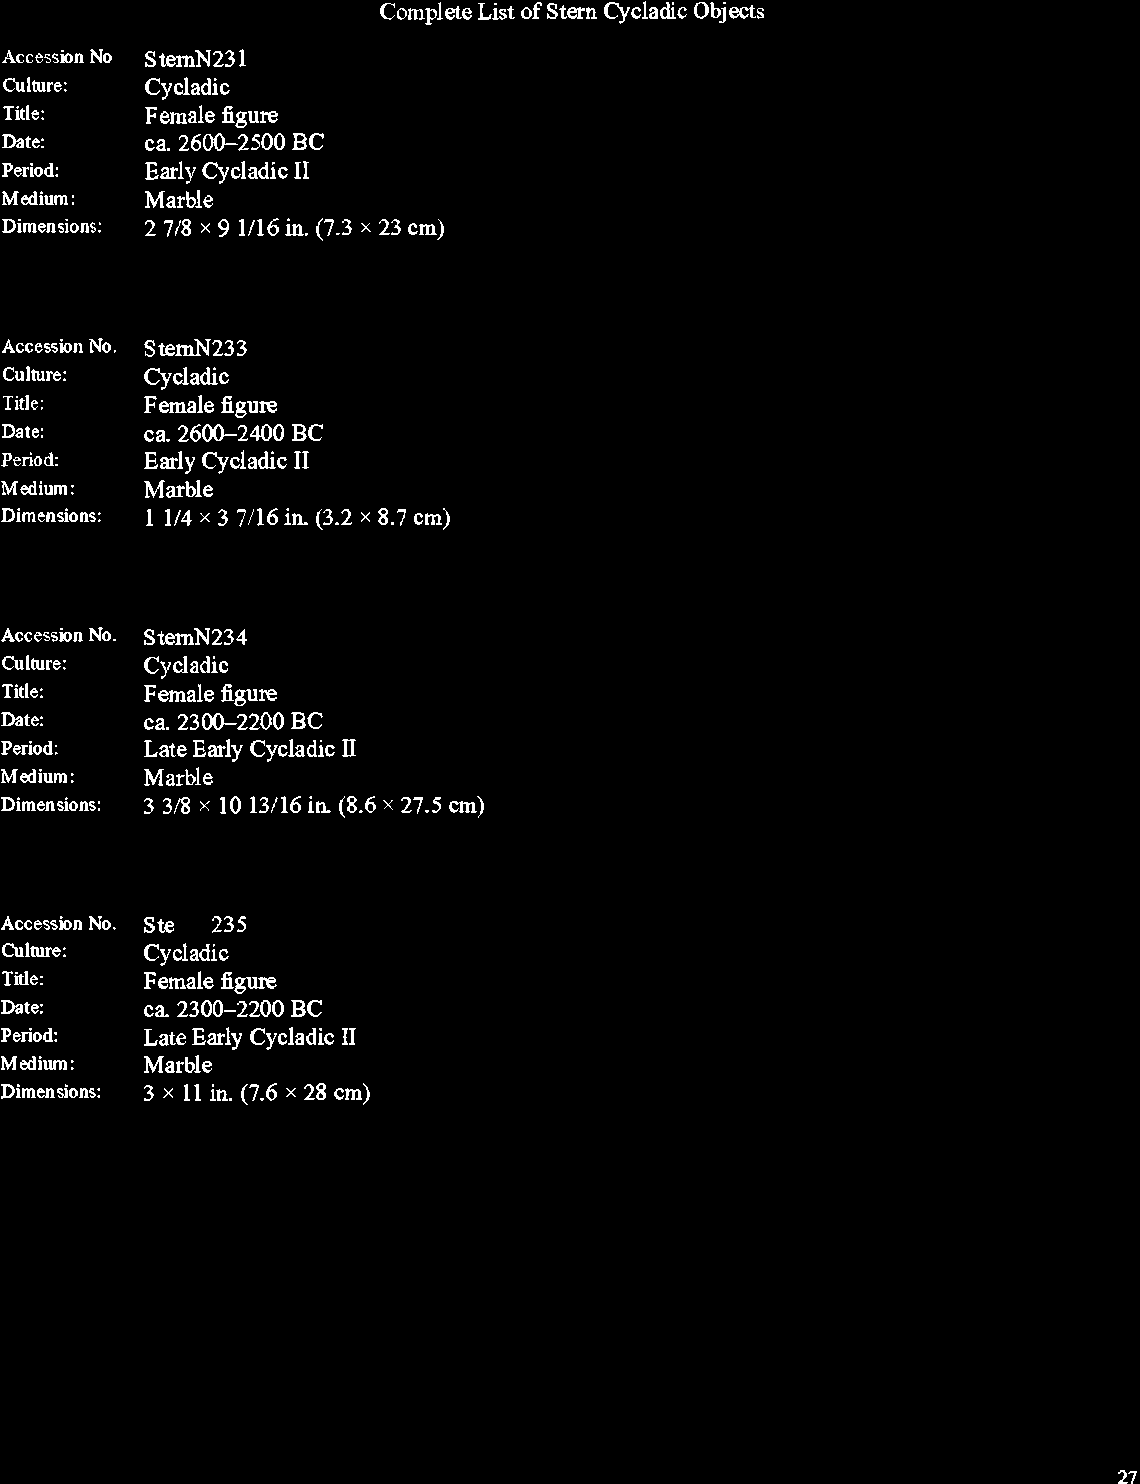 Complete List of Stern Cycladic Objects
Accession No SternN231
Culture: Cycladic
Title: Female figure
Date: ca. 2600–2500 BC
Period: Early Cycladic II
Medium: Marble
Dimensions: 2 7/8 × 9 1/16 in. (7.3 × 23 cm)
Accession No. SternN233
Culture: Cycladic
Title: Female figure
Date: ca. 2600–2400 BC
Period: Early Cycladic II
Medium: Marble
Dimensions: 1 1/4 × 3 7/16 in. (3.2 × 8.7 cm)
Accession No. SternN234
Culture: Cycladic
Title: Female figure
Date: ca. 2300–2200 BC
Period: Late Early Cycladic II
Medium: Marble
Dimensions: 3 3/8 × 10 13/16 in. (8.6 × 27.5 cm)
Accession No. Ste 235
Culture: Cycladic
Title: Female figure
Date: ca. 2300–2200 BC
Period: Late Early Cycladic II
Medium: Marble
Dimensions: 3 × 11 in. (7.6 × 28 cm)
27